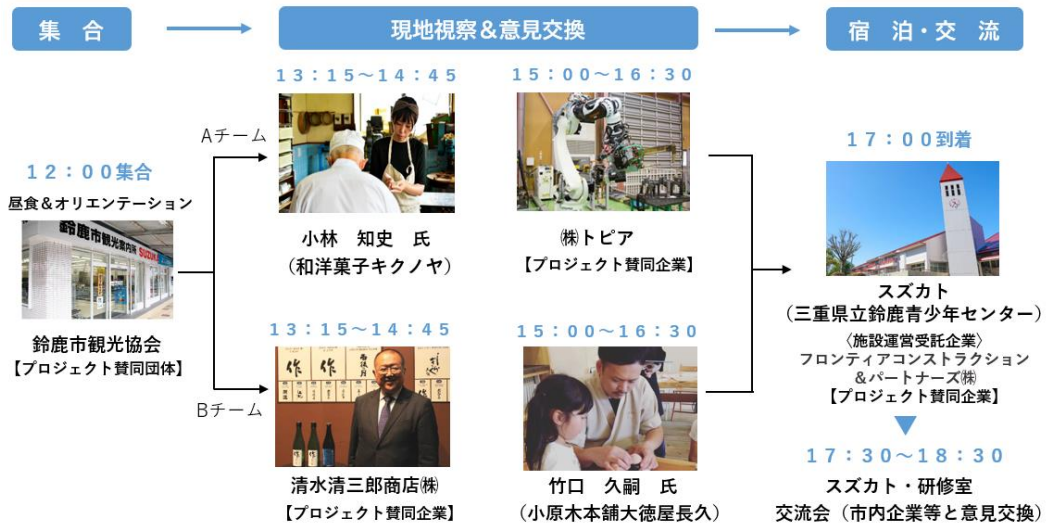 集 合
現地視察&意見交換
宿 泊・交 流
12:00集合
昼食&オリエンテーション
鈴鹿市観光案内所
鈴鹿市観光協会
【プロジェクト賛同団体】
Aチーム
13:15～14:45
小林 知史 氏
(和洋菓子キクノヤ)
15:00～16:30
㈱トピア
【プロジェクト賛同企業】
Bチーム
13:15～14:45
作
作
清水清三郎商店㈱
【プロジェクト賛同企業】
15:00～16:30
竹口 久嗣 氏
(小原木本舗大徳屋長久)
17:00到着
スズカト
(三重県立鈴鹿青少年センター)
〈施設運営受託企業〉
フロンティアコンストラクション
&パートナーズ㈱
【プロジェクト賛同企業】
17:30～18:30
スズカト・研修室
交流会(市内企業等と意見交換)